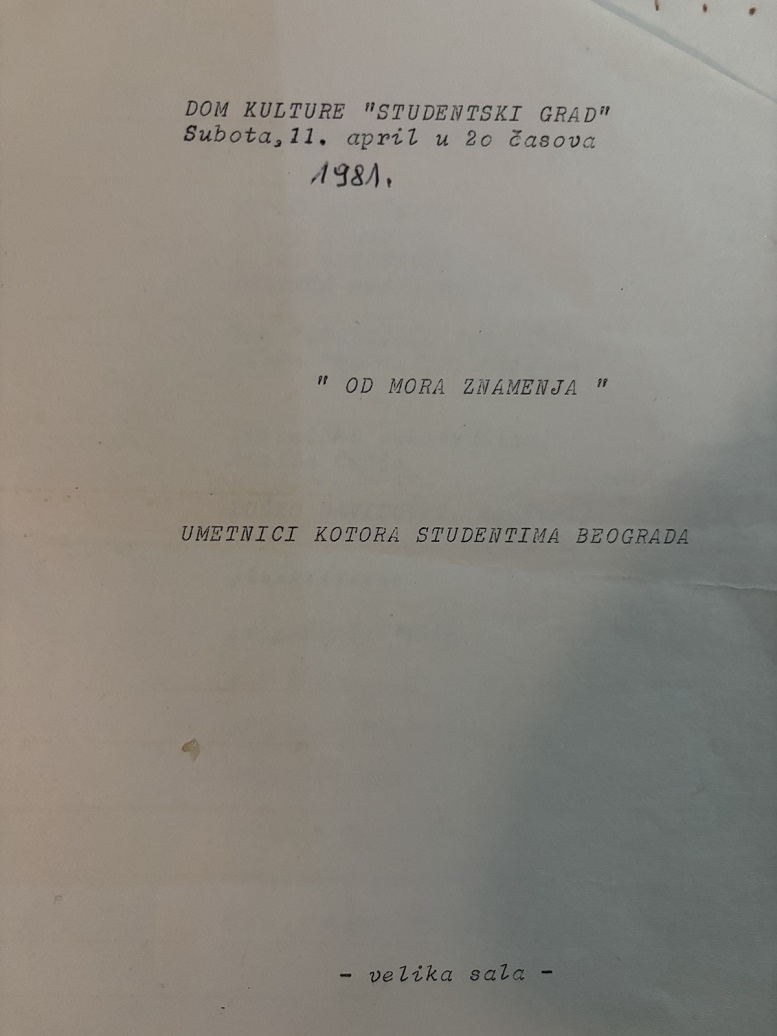 DOM KULTURE "STUDENTSKI GRAD"
Subota,11. april u 2o časova
1981.
" OD MORA ZNAMENJA "
UMETNICI KOTORA STUDENTIMA BEOGRADA
- velika sala -